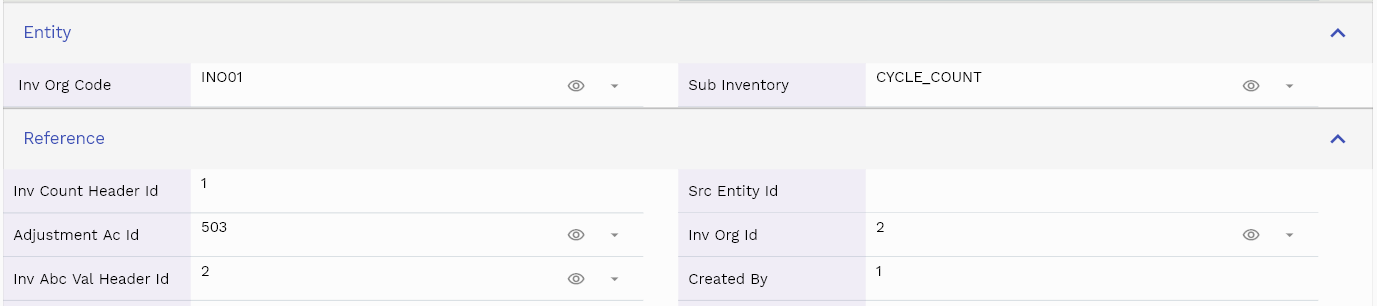 Entity
Inv Org Code INO01 Sub Inventory CYCLE_COUNT
Reference
Inv Count Header Id 1 Src Entity Id
Adjustment Ac Id 503 Inv Org Id 2
Inv Abc Val Header Id 2 Created By 1